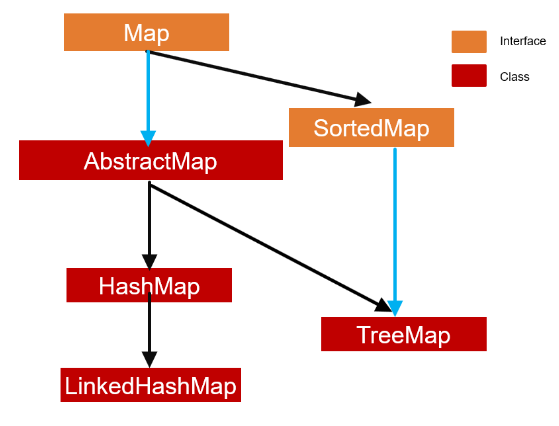 Map
Interface
Class
SortedMap
AbstractMap
HashMap
TreeMap
LinkedHashMap